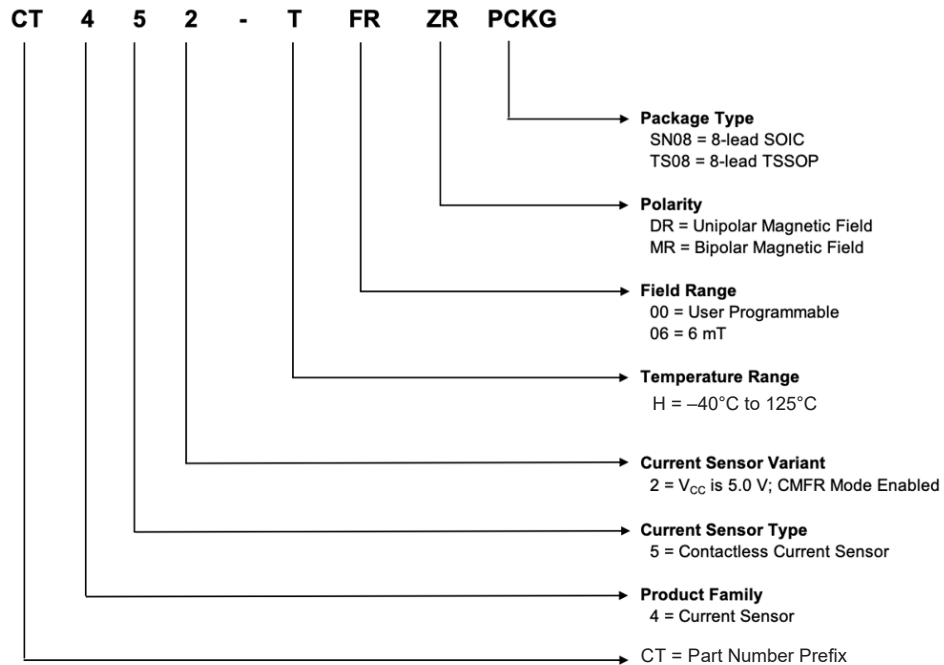 CT 4 5 2 - T FR ZR PCKG
Package Type
SN08 = 8-lead SOIC
TS08 = 8-lead TSSOP
Polarity
DR = Unipolar Magnetic Field
MR = Bipolar Magnetic Field
Field Range
00 = User Programmable
06 = 6 mT
Temperature Range
H = –40°C to 125°C
Current Sensor Variant
2 = VCC is 5.0 V; CMFR Mode Enabled
Current Sensor Type
5 = Contactless Current Sensor
Product Family
4 = Current Sensor
CT = Part Number Prefix